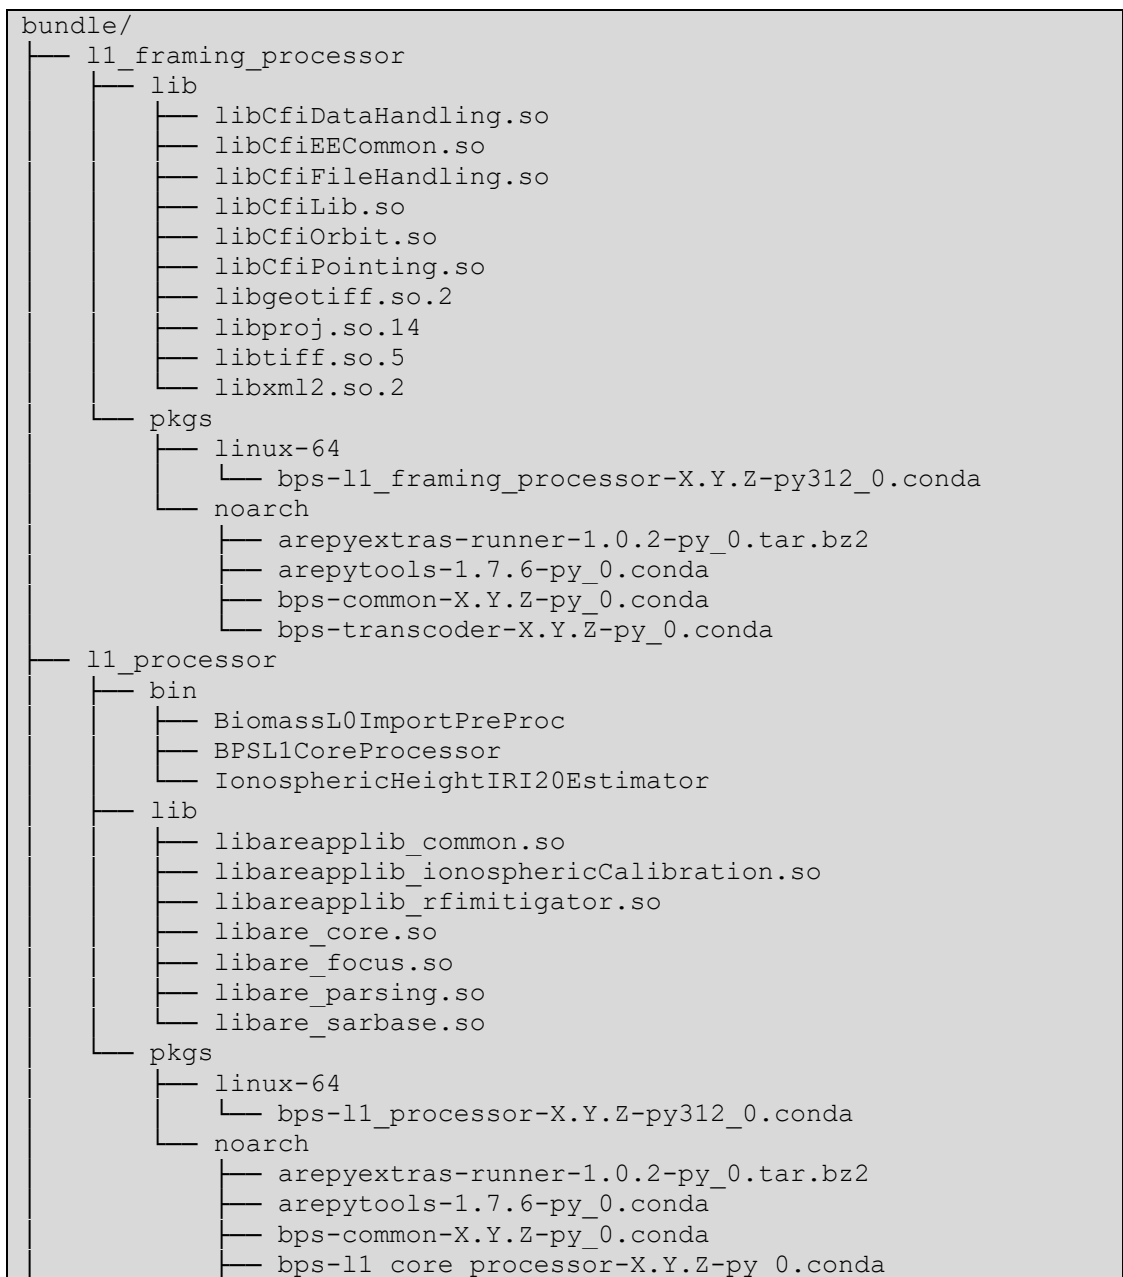 bundle/
├── l1_framing_processor
│   ├── lib
│   │   ├── libCfiDataHandling.so
│   │   ├── libCfiEECommon.so
│   │   ├── libCfiFileHandling.so
│   │   ├── libCfiLib.so
│   │   ├── libCfiOrbit.so
│   │   ├── libCfiPointing.so
│   │   ├── libgeotiff.so.2
│   │   ├── libproj.so.14
│   │   ├── libtiff.so.5
│   │   └── libxml2.so.2
│   └── pkgs
│       ├── linux-64
│       │   └── bps-l1_framing_processor-X.Y.Z-py312_0.conda
│       └── noarch
│           ├── arepyextras-runner-1.0.2-py_0.tar.bz2
│           ├── arepytools-1.7.6-py_0.conda
│           ├── bps-common-X.Y.Z-py_0.conda
│           └── bps-transcoder-X.Y.Z-py_0.conda
├── l1_processor
│   ├── bin
│   │   ├── BiomassL0ImportPreProc
│   │   ├── BPSL1CoreProcessor
│   │   └── IonosphericHeightIRI20Estimator
│   ├── lib
│   │   ├── libareapplib_common.so
│   │   ├── libareapplib_ionosphericCalibration.so
│   │   ├── libareapplib_rfimitigator.so
│   │   ├── libare_core.so
│   │   ├── libare_focus.so
│   │   ├── libare_parsing.so
│   │   └── libare_sarbase.so
│   └── pkgs
│       ├── linux-64
│       │   └── bps-l1_processor-X.Y.Z-py312_0.conda
│       └── noarch
│           ├── arepyextras-runner-1.0.2-py_0.tar.bz2
│           ├── arepytools-1.7.6-py_0.conda
│           ├── bps-common-X.Y.Z-py_0.conda
│           ├── bps-l1_core_processor-X.Y.Z-py_0.conda